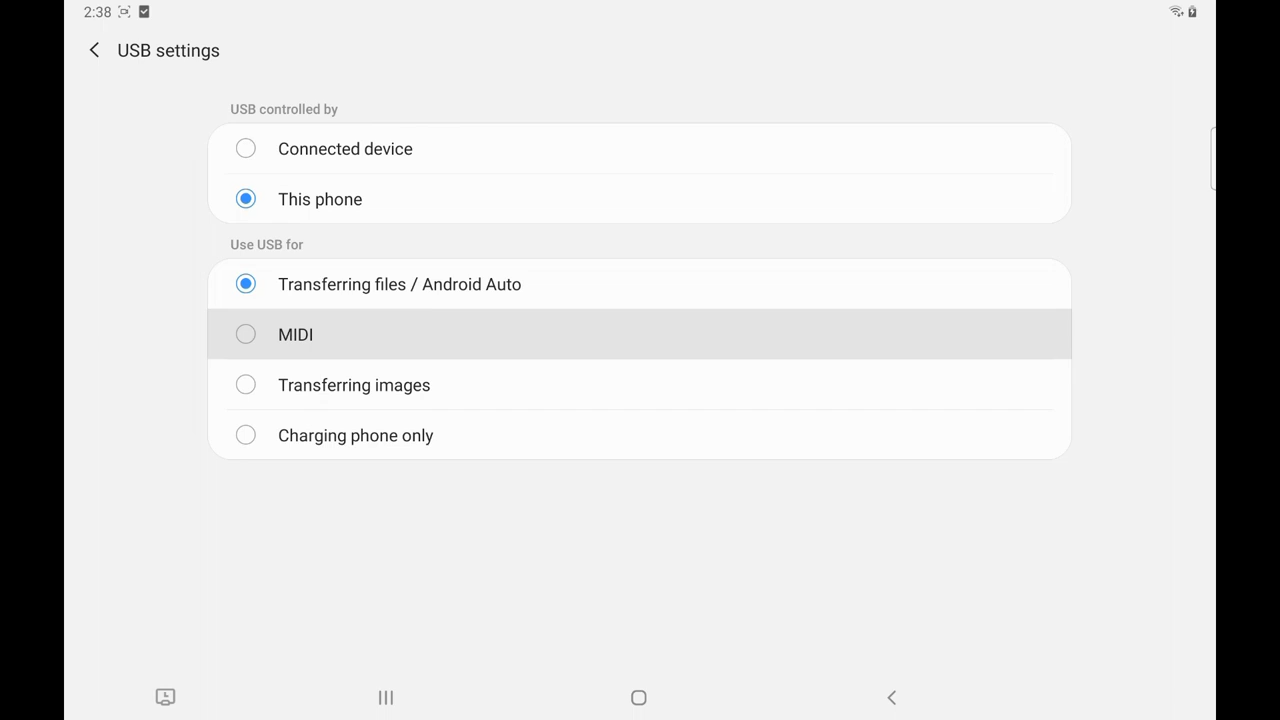 2:38
USB settings
USB controlled by
Connected device
This phone
Use USB for
Transferring files / Android Auto
MIDI
Transferring images
Charging phone only